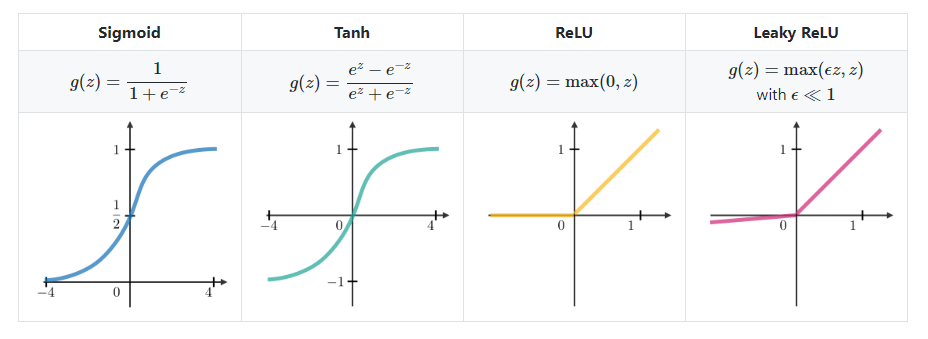 Sigmoid Tanh ReLU Leaky ReLU
g(z) = 1 / (1 + e^{-z}) g(z) = (e^z − e^{-z}) / (e^z + e^{-z}) g(z) = max(0, z) g(z) = max(ϵz, z)
with ϵ ≪ 1
1 1 1 1
1/2
−4 0 4
−4 0 4
−1
0 1
0 1